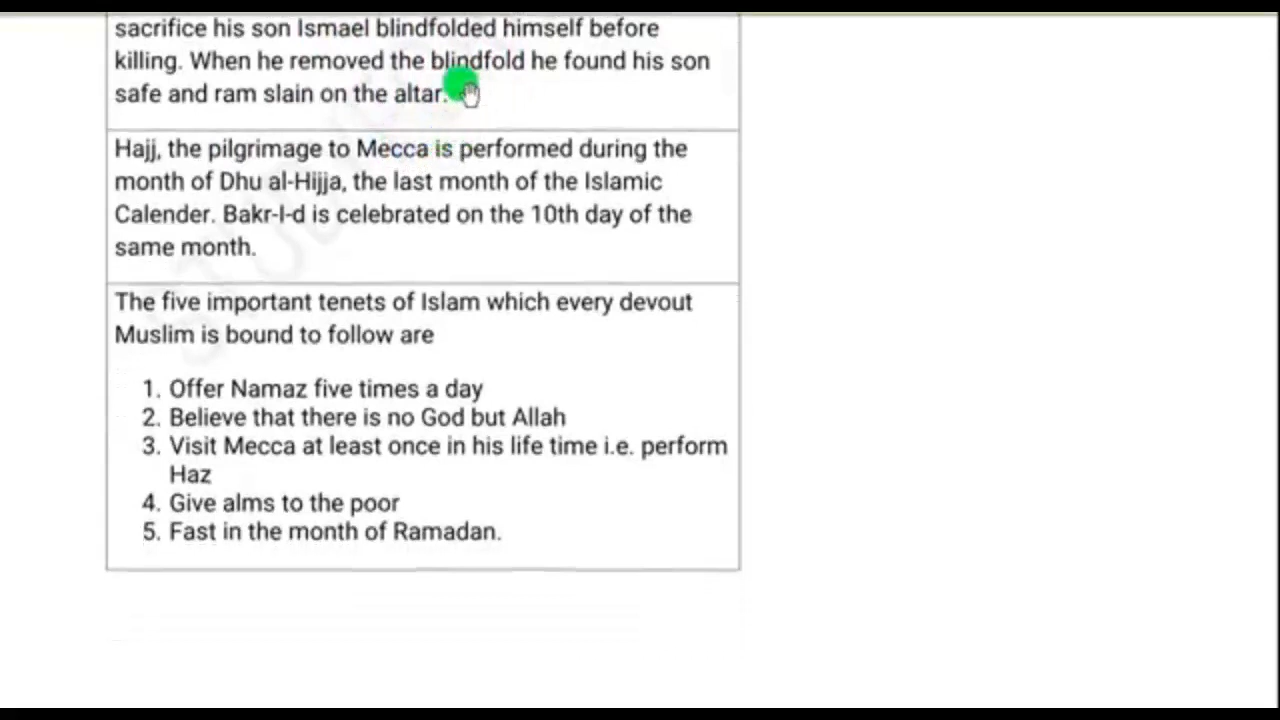 sacrifice his son Ismael blindfolded himself before
killing. When he removed the blindfold he found his son
safe and ram slain on the altar.
Hajj, the pilgrimage to Mecca is performed during the
month of Dhu al-Hijja, the last month of the Islamic
Calender. Bakr-I-d is celebrated on the 10th day of the
same month.
The five important tenets of Islam which every devout
Muslim is bound to follow are
1. Offer Namaz five times a day
2. Believe that there is no God but Allah
3. Visit Mecca at least once in his life time i.e. perform
Haz
4. Give alms to the poor
5. Fast in the month of Ramadan.